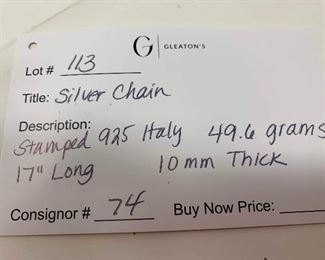 G | GLEATON'S
Lot # 113
Title: Silver Chain
Description:
Stamped 925 Italy 49.6 grams
17" Long 10mm Thick
Consignor # 74 Buy Now Price: